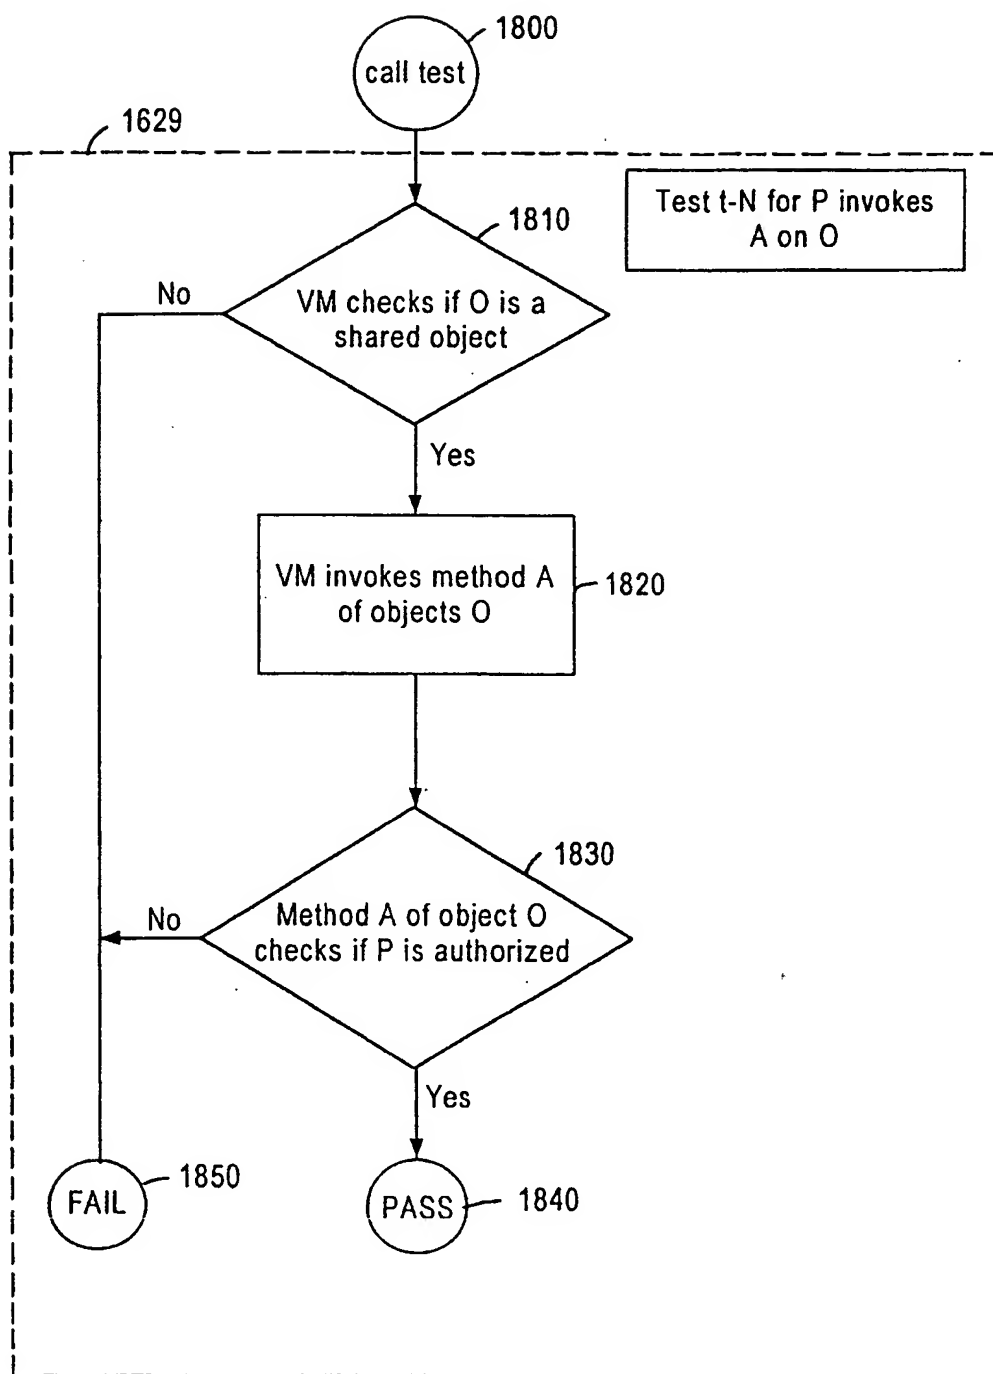 1800
call test
1629
Test t-N for P invokes
A on O
1810
No
VM checks if O is a
shared object
Yes
VM invokes method A
of objects O
1820
1830
No
Method A of object O
checks if P is authorized
Yes
FAIL
1850
PASS
1840